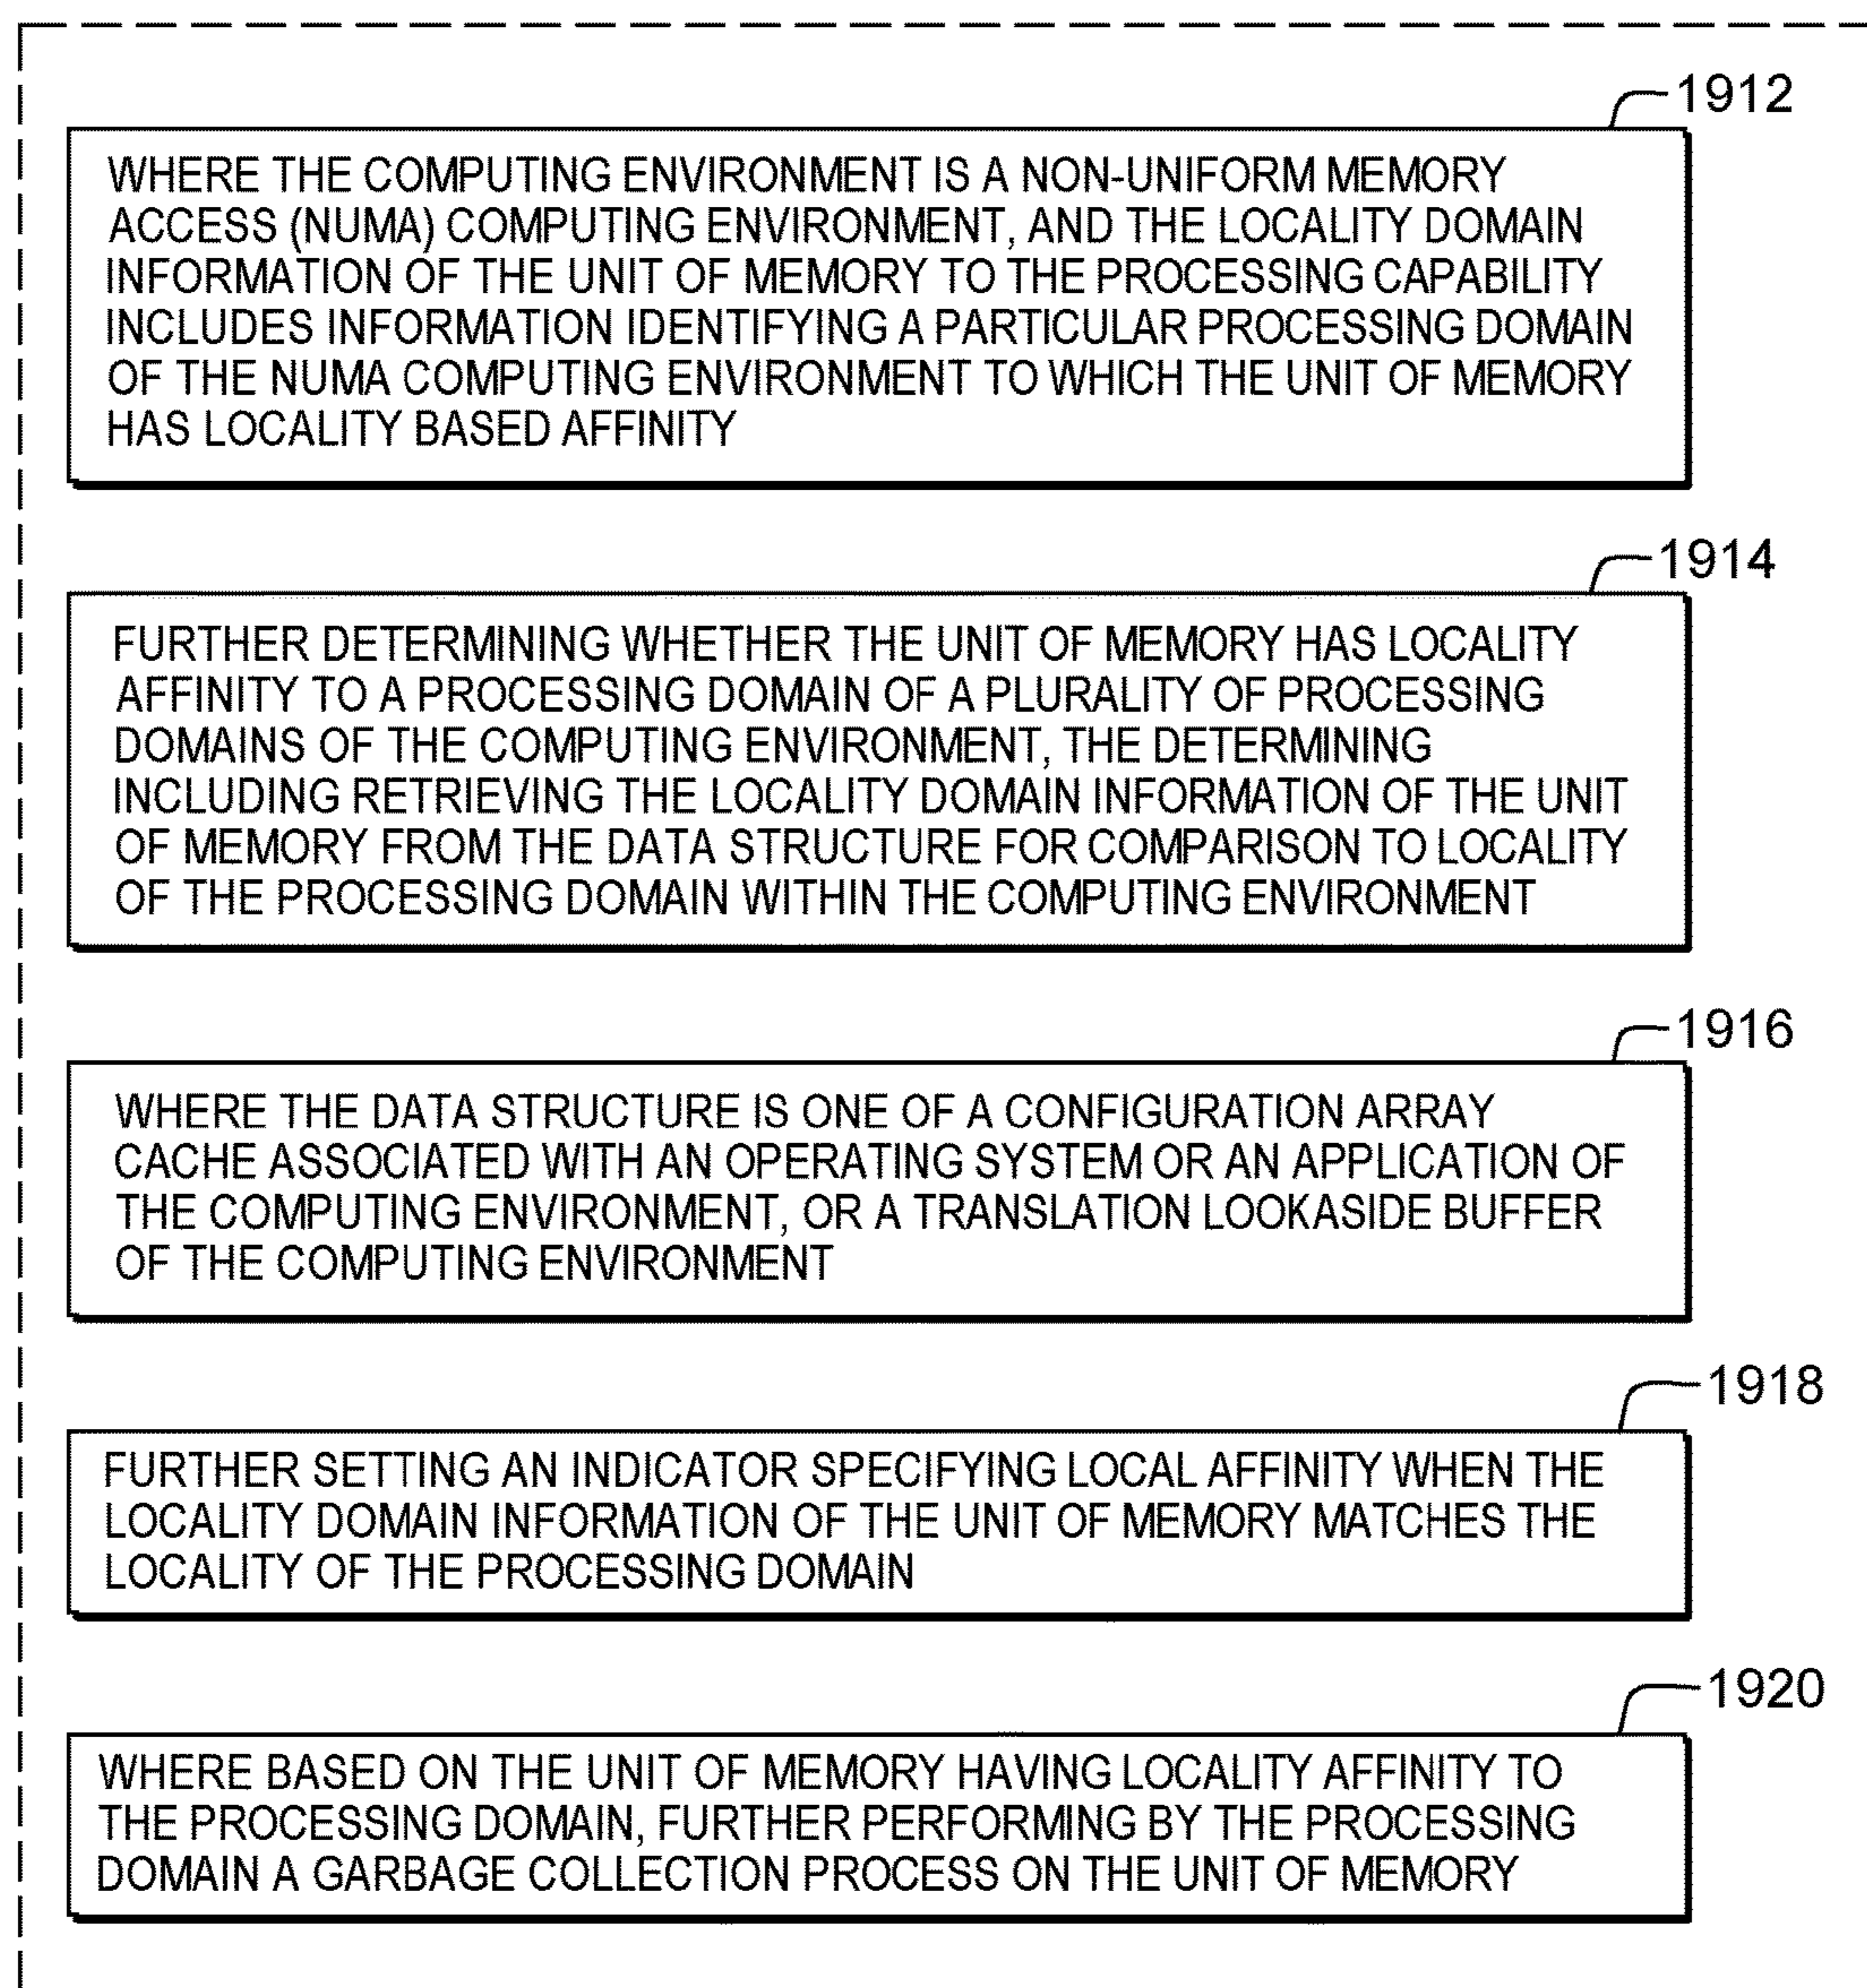 1912
WHERE THE COMPUTING ENVIRONMENT IS A NON-UNIFORM MEMORY
ACCESS (NUMA) COMPUTING ENVIRONMENT, AND THE LOCALITY DOMAIN
INFORMATION OF THE UNIT OF MEMORY TO THE PROCESSING CAPABILITY
INCLUDES INFORMATION IDENTIFYING A PARTICULAR PROCESSING DOMAIN
OF THE NUMA COMPUTING ENVIRONMENT TO WHICH THE UNIT OF MEMORY
HAS LOCALITY BASED AFFINITY
1914
FURTHER DETERMINING WHETHER THE UNIT OF MEMORY HAS LOCALITY
AFFINITY TO A PROCESSING DOMAIN OF A PLURALITY OF PROCESSING
DOMAINS OF THE COMPUTING ENVIRONMENT, THE DETERMINING
INCLUDING RETRIEVING THE LOCALITY DOMAIN INFORMATION OF THE UNIT
OF MEMORY FROM THE DATA STRUCTURE FOR COMPARISON TO LOCALITY
OF THE PROCESSING DOMAIN WITHIN THE COMPUTING ENVIRONMENT
1916
WHERE THE DATA STRUCTURE IS ONE OF A CONFIGURATION ARRAY
CACHE ASSOCIATED WITH AN OPERATING SYSTEM OR AN APPLICATION OF
THE COMPUTING ENVIRONMENT, OR A TRANSLATION LOOKASIDE BUFFER
OF THE COMPUTING ENVIRONMENT
1918
FURTHER SETTING AN INDICATOR SPECIFYING LOCAL AFFINITY WHEN THE
LOCALITY DOMAIN INFORMATION OF THE UNIT OF MEMORY MATCHES THE
LOCALITY OF THE PROCESSING DOMAIN
1920
WHERE BASED ON THE UNIT OF MEMORY HAVING LOCALITY AFFINITY TO
THE PROCESSING DOMAIN, FURTHER PERFORMING BY THE PROCESSING
DOMAIN A GARBAGE COLLECTION PROCESS ON THE UNIT OF MEMORY